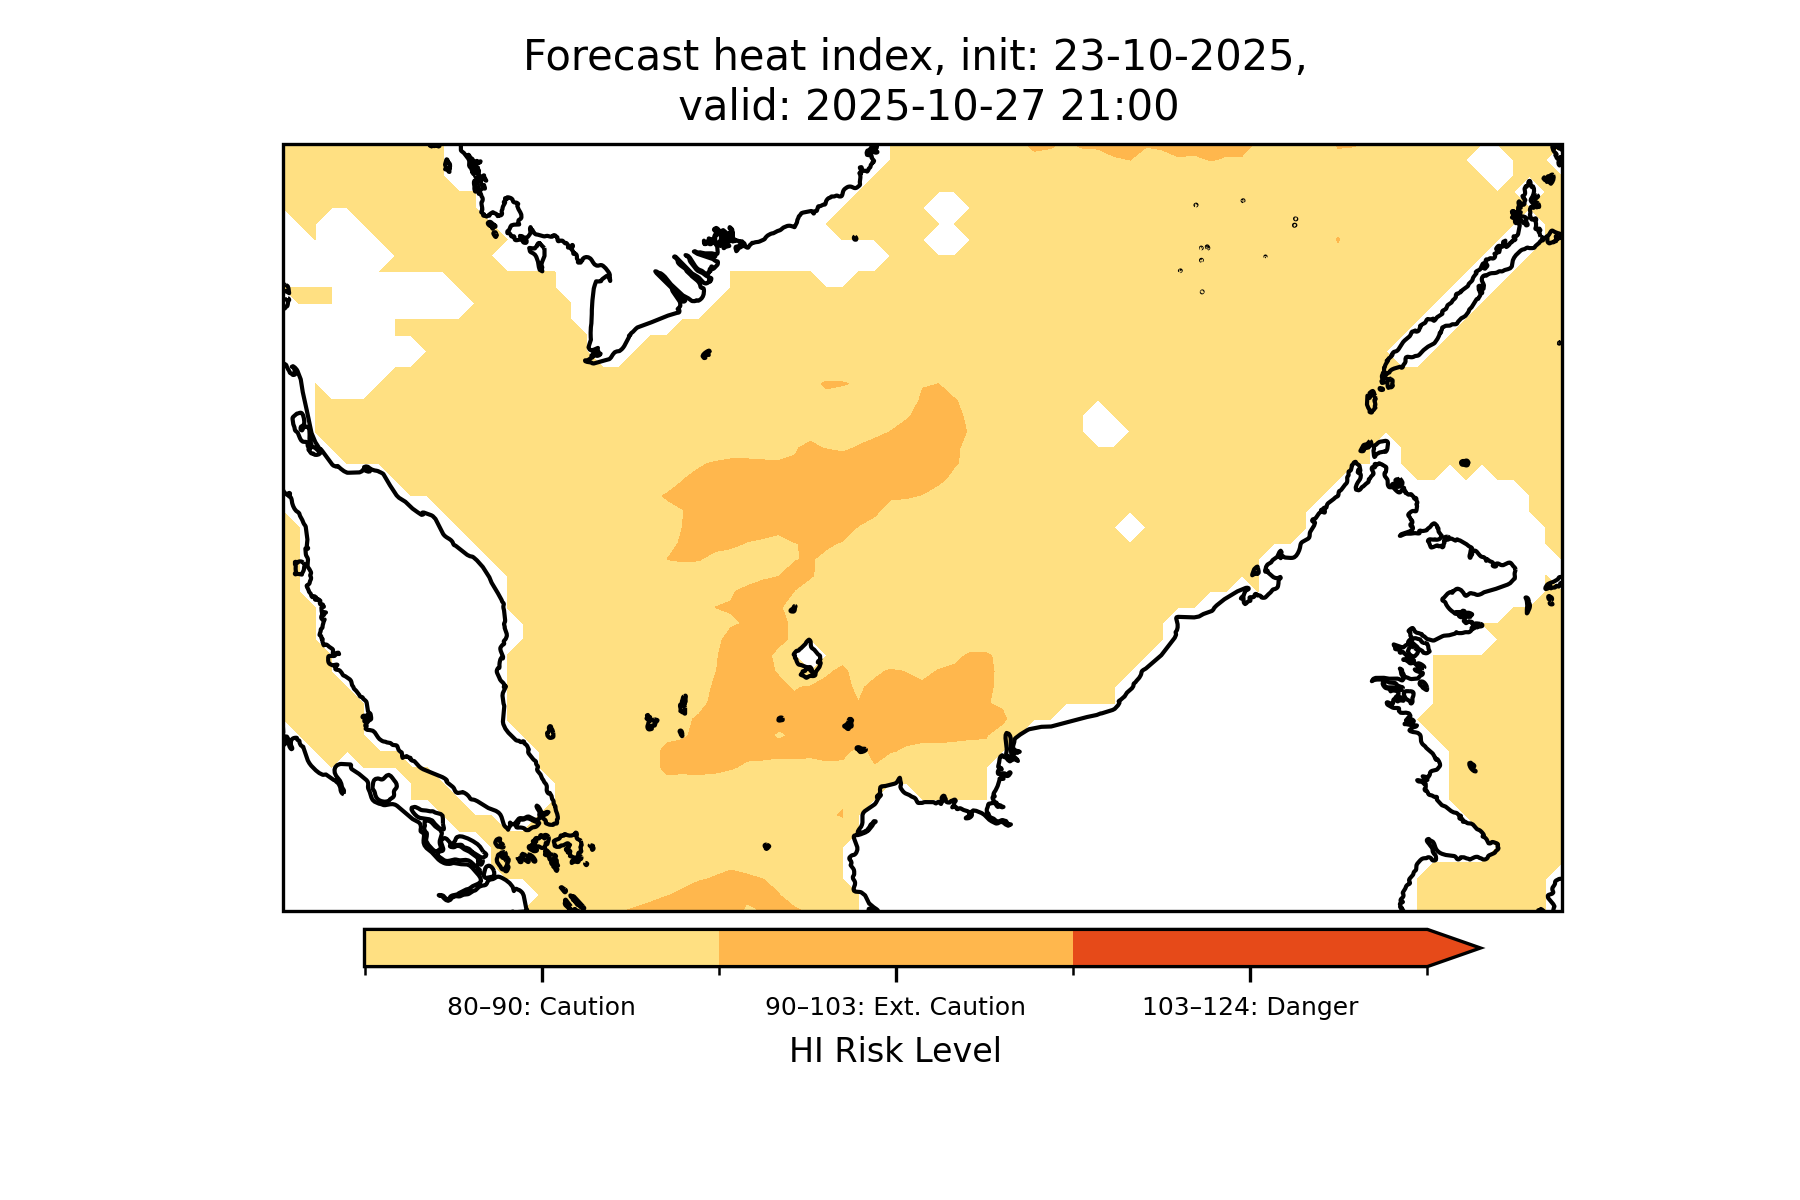 Forecast heat index, init: 23-10-2025,
valid: 2025-10-27 21:00
80–90: Caution
90–103: Ext. Caution
103–124: Danger
HI Risk Level